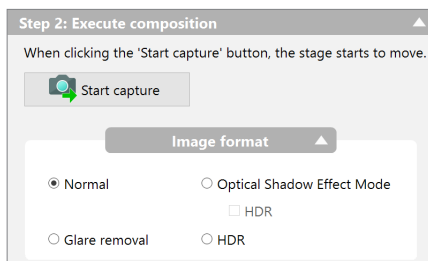 Step 2: Execute composition
When clicking the 'Start capture' button, the stage starts to move.
Start capture
Image format
Normal
Optical Shadow Effect Mode
HDR
Glare removal
HDR